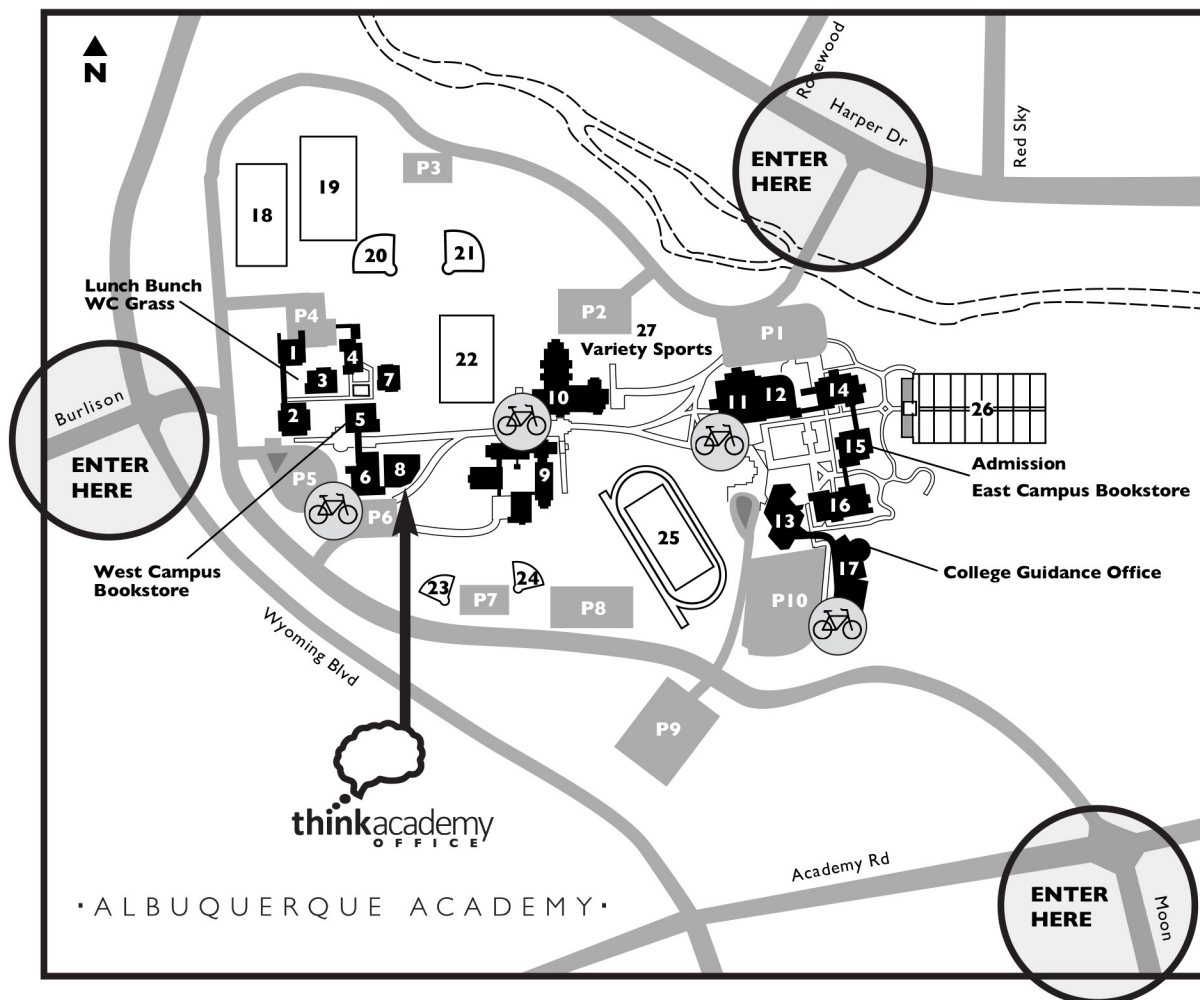 N
Rosewood
Harper Dr
Red Sky
ENTER
HERE
P3
19
18
20
21
Lunch Bunch
WC Grass
P4
P2
27
Variety Sports
P1
1
4
3
7
22
10
11
12
14
26
2
5
Burlison
ENTER
HERE
15
Admission
East Campus Bookstore
P5
6
8
9
P6
25
13
16
17
College Guidance Office
West Campus
Bookstore
23
24
P7
P8
P10
Wyoming Blvd
P9
thinkacademy
OFFICE
Academy Rd
ENTER
HERE
Moon
·ALBUQUERQUE ACADEMY·